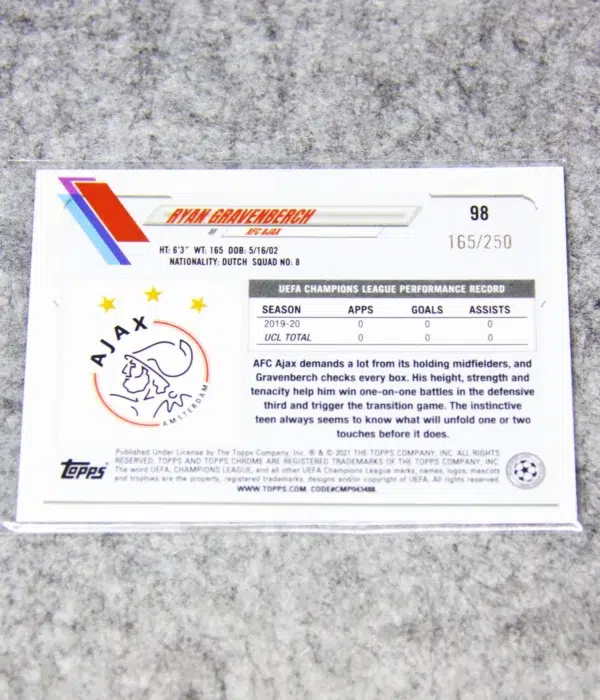 RYAN GRAVENBERCH
AFC AJAX
98
165/250
HT: 6'3" WT: 165 DOB: 5/16/02
NATIONALITY: DUTCH SQUAD NO: 8
UEFA CHAMPIONS LEAGUE PERFORMANCE RECORD
SEASON APPS GOALS ASSISTS
2019-20 0 0 0
UCL TOTAL 0 0 0
AJAX
AMSTERDAM
AFC Ajax demands a lot from its holding midfielders, and
Gravenberch checks every box. His height, strength and
tenacity help him win one-on-one battles in the defensive
third and trigger the transition game. The instinctive
teen always seems to know what will unfold one or two
touches before it does.
Topps
Published Under License by The Topps Company, Inc. ® & © 2021 THE TOPPS COMPANY, INC. ALL RIGHTS
RESERVED. TOPPS AND TOPPS CHROME ARE REGISTERED TRADEMARKS OF THE TOPPS COMPANY, INC.
The word UEFA, CHAMPIONS LEAGUE, and all other UEFA Champions League marks, names, logos, mascots
and trophies are the property, registered trademarks, designs and/or copyright of UEFA. All rights reserved.
WWW.TOPPS.COM CODE#CMP943488